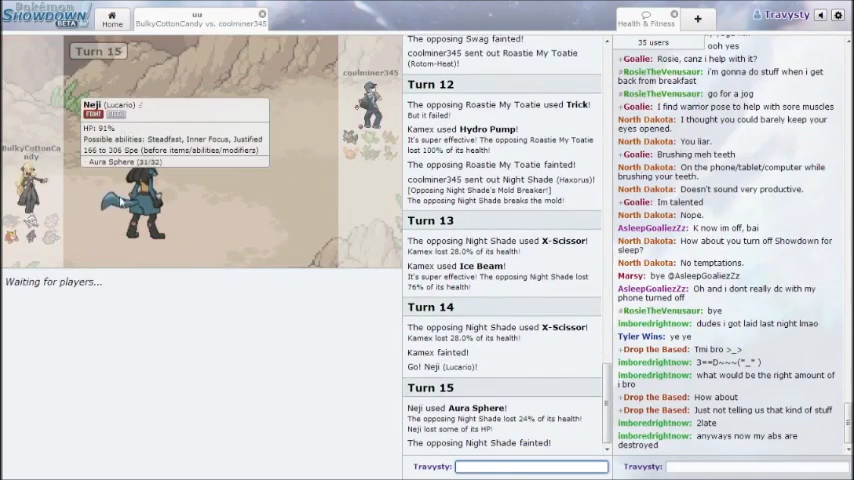 Pokémon
SHOWDOWN
BETA
Home
uu
BulkyCottonCandy vs. coolminer345
Health & Fitness
+
Travysty
Turn 15
coolminer345
BulkyCottonCa
ndy
Neji (Lucario) ♂
FIGHT STEEL
HP: 91%
Possible abilities: Steadfast, Inner Focus, Justified
166 to 306 Spe (before items/abilities/modifiers)
Aura Sphere (31/32)
Waiting for players...
The opposing Swag fainted!
coolminer345 sent out Roastie My Toatie
(Rotom-Heat)!
Turn 12
The opposing Roastie My Toatie used Trick!
But it failed!
Kamex used Hydro Pump!
It's super effective! The opposing Roastie My Toatie
lost 100% of its health!
The opposing Roastie My Toatie fainted!
coolminer345 sent out Night Shade (Haxorus)!
[Opposing Night Shade's Mold Breaker!]
The opposing Night Shade breaks the mold!
Turn 13
The opposing Night Shade used X-Scissor!
Kamex lost 28.0% of its health!
Kamex used Ice Beam!
It's super effective! The opposing Night Shade lost
76% of its health!
Turn 14
The opposing Night Shade used X-Scissor!
Kamex lost 28.0% of its health!
Kamex fainted!
Go! Neji (Lucario)!
Turn 15
Neji used Aura Sphere!
The opposing Night Shade lost 24% of its health!
Neji lost some of its HP!
The opposing Night Shade fainted!
Travysty:
35 users
ooh yes
+Goalie: Rosie, canz i help with it?
#RosieTheVenusaur: i'm gonna do stuff when i get
back from breakfast
#RosieTheVenusaur: go for a jog
+Goalie: I find warrior pose to help with sore muscles
North Dakota: I thought you could barely keep your
eyes opened.
North Dakota: You liar.
+Goalie: Brushing meh teeth
North Dakota: On the phone/tablet/computer while
brushing your teeth.
North Dakota: Doesn't sound very productive.
+Goalie: Im talented
North Dakota: Nope.
AsleepGoaliezZz: K now im off, bai
North Dakota: How about you turn off Showdown for
sleep?
North Dakota: No temptations.
Marsy: bye @AsleepGoaliezZz
AsleepGoaliezZz: Oh and i dont really dc with my
phone turned off
#RosieTheVenusaur: bye
imboredrightnow: dudes i got laid last night lmao
Tyler Wins: ye ye
+Drop the Based: Tmi bro >_>
imboredrightnow: 3==D~~~(*_* )
imboredrightnow: what would be the right amount of
i bro
+Drop the Based: How about
+Drop the Based: Just not telling us that kind of stuff
imboredrightnow: 2late
imboredrightnow: anyways now my abs are
destroyed
Travysty: